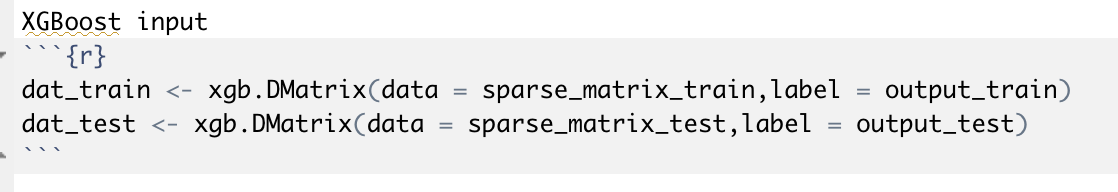 XGBoost input
```{r}
dat_train <- xgb.DMatrix(data = sparse_matrix_train,label = output_train)
dat_test <- xgb.DMatrix(data = sparse_matrix_test,label = output_test)
```